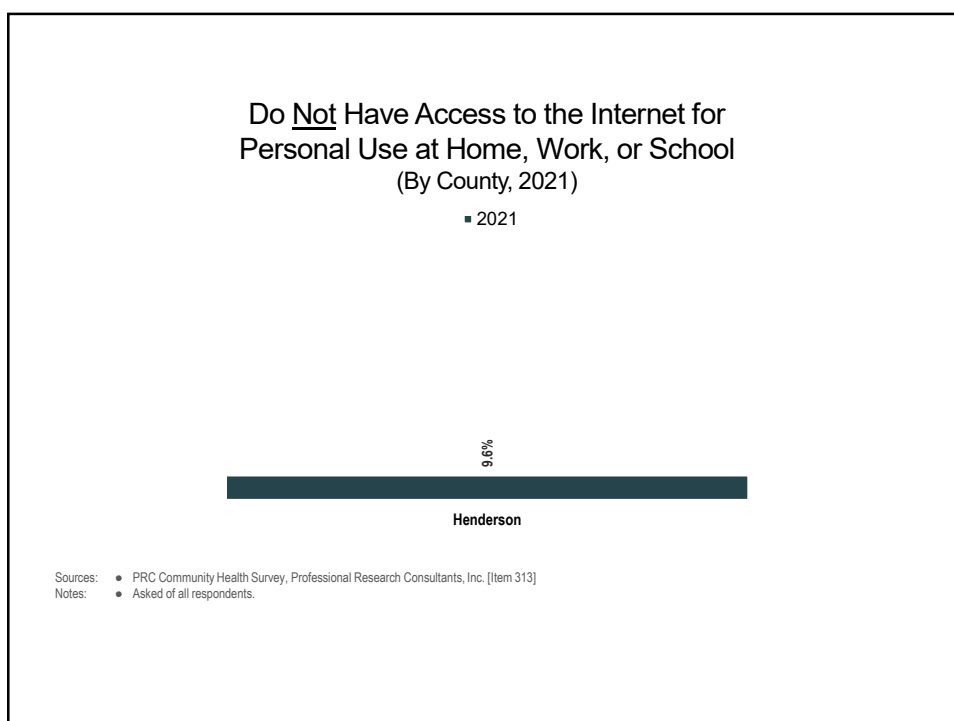 Do Not Have Access to the Internet for
Personal Use at Home, Work, or School
(By County, 2021)
2021
9.6%
Henderson
Sources: ● PRC Community Health Survey, Professional Research Consultants, Inc. [Item 313]
Notes: ● Asked of all respondents.